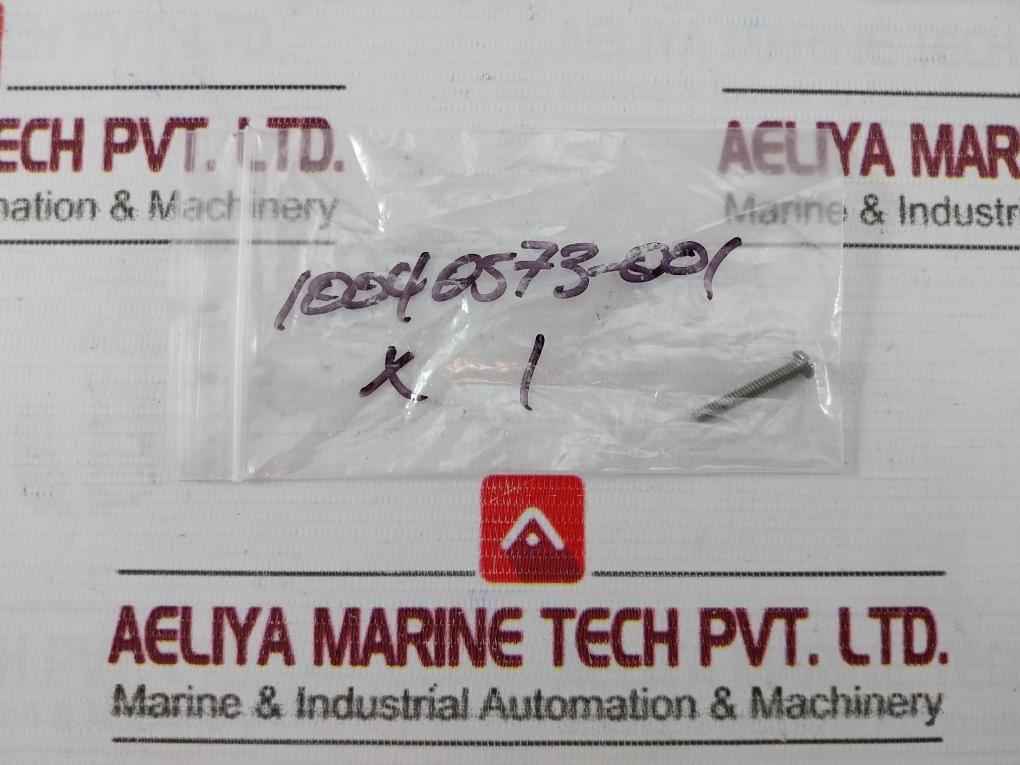 ECH PVT. LTD.
nation & Machinery
AELIYA MAR
Marine & Industr
10040573-001
x 1
AELIYA MARINE TECH PVT. LTD.
Marine & Industrial Automation & Machinery